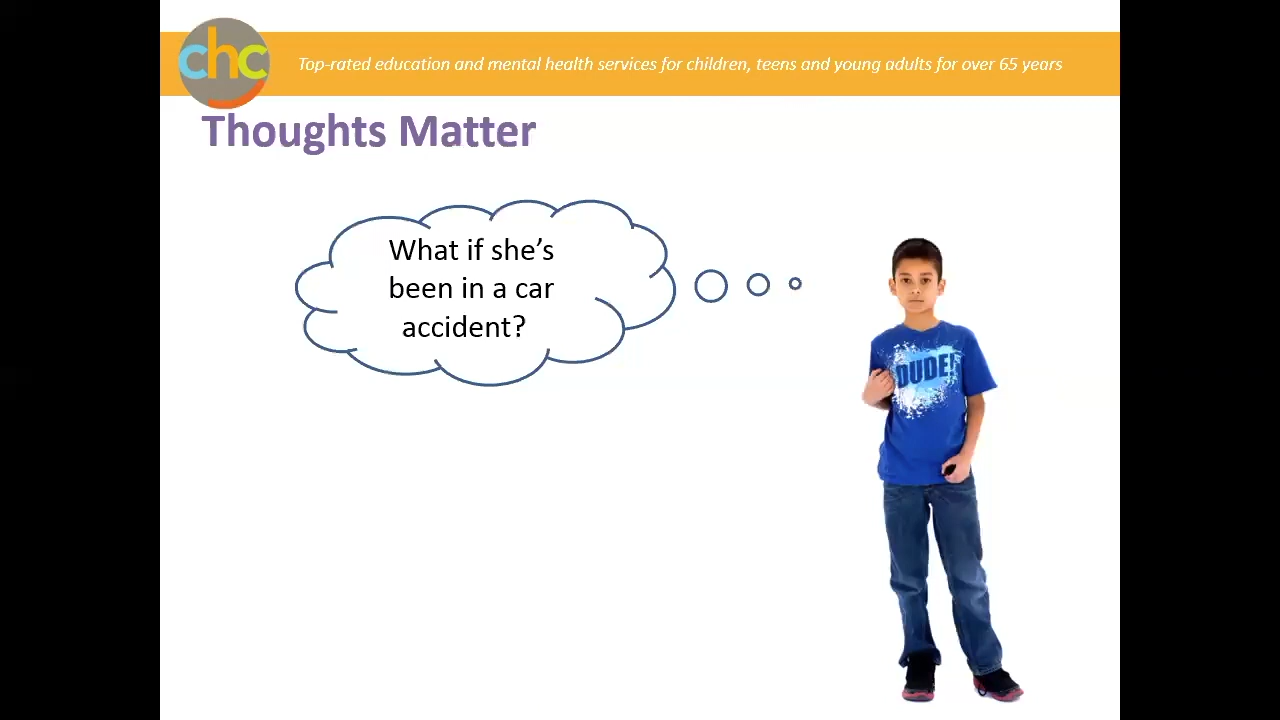 chc
Top-rated education and mental health services for children, teens and young adults for over 65 years
Thoughts Matter
What if she’s
been in a car
accident?
DUDE!